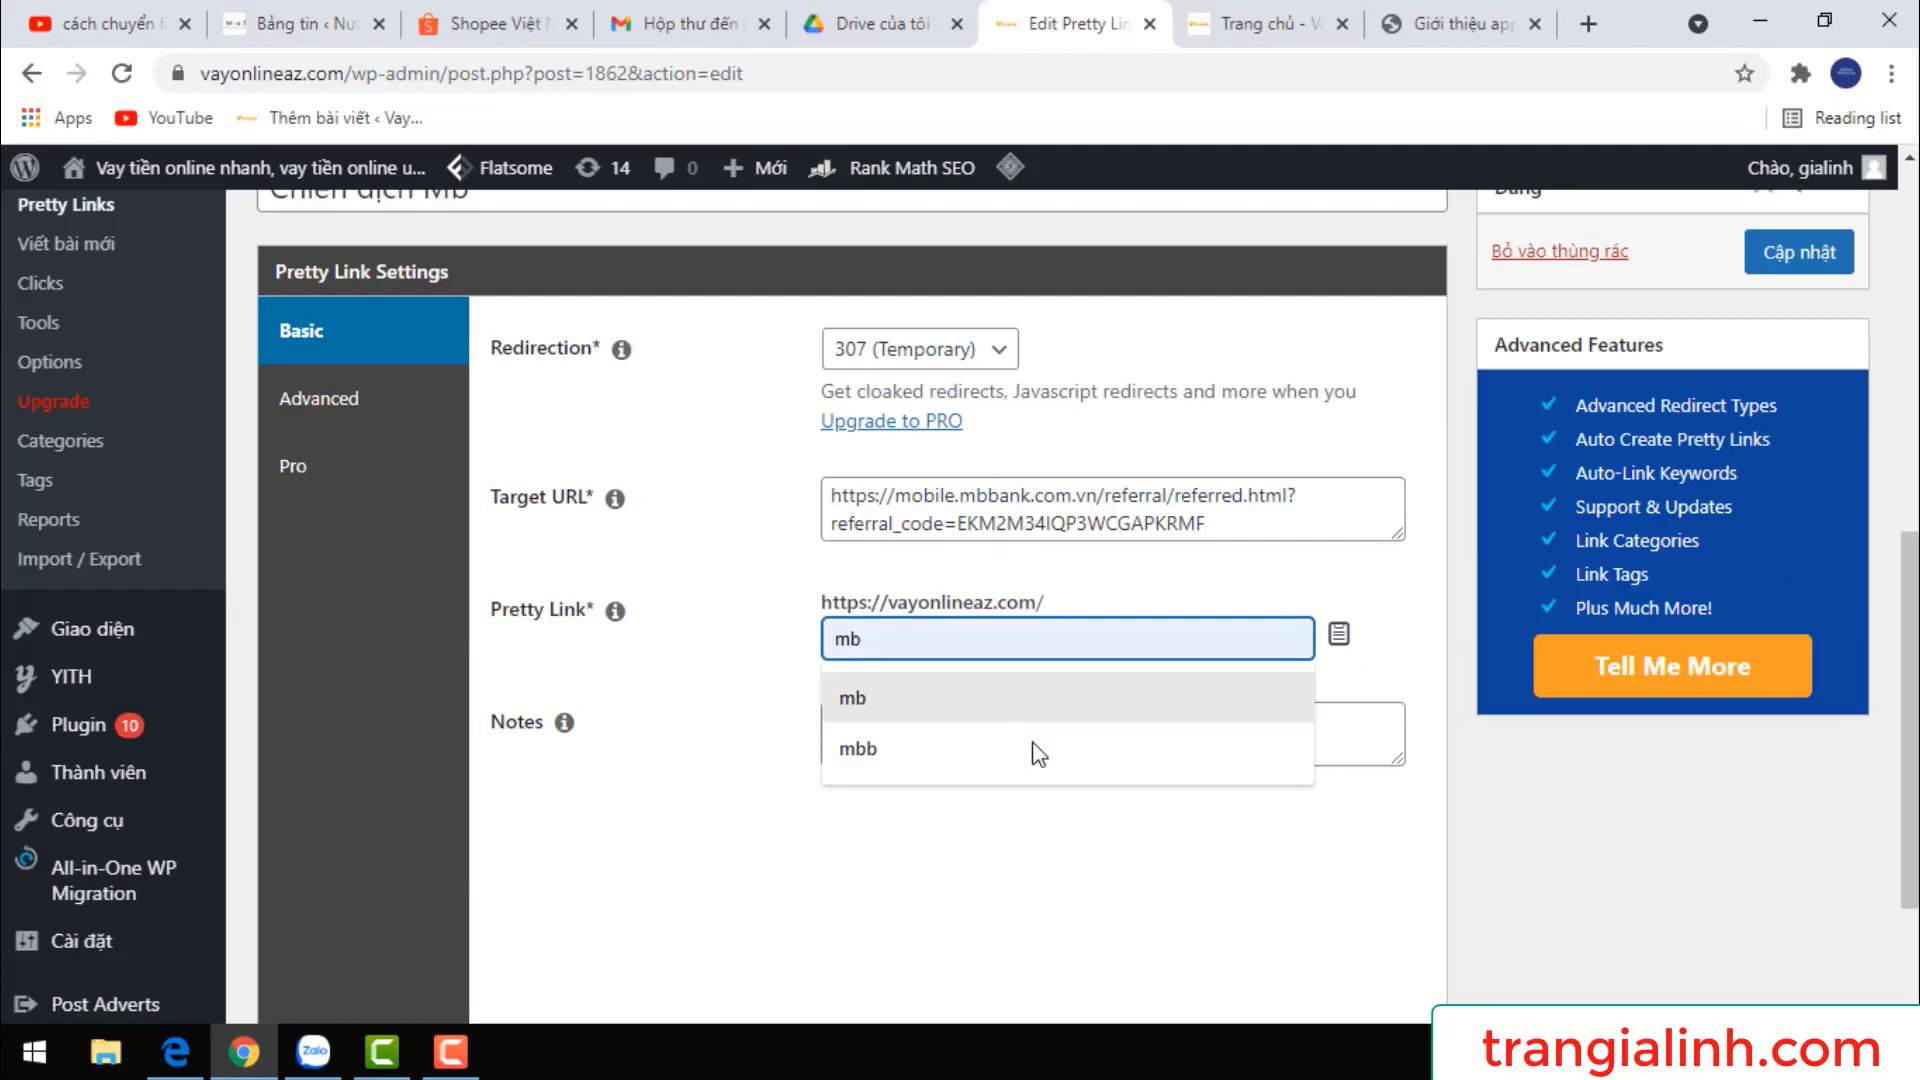 cách chuyển f
Bảng tin ‹ Nư
Shopee Việt N
Hộp thư đến
Drive của tôi
Edit Pretty Lin
Trang chủ - V
Giới thiệu app
vayonlineaz.com/wp-admin/post.php?post=1862&action=edit
Apps
YouTube
Thêm bài viết ‹ Vay...
Reading list
Vay tiền online nhanh, vay tiền online u...
Flatsome
14
0
Mới
Rank Math SEO
Chào, gialinh
Pretty Links
Viết bài mới
Clicks
Tools
Options
Upgrade
Categories
Tags
Reports
Import / Export
Giao diện
YITH
Plugin 10
Thành viên
Công cụ
All-in-One WP
Migration
Cài đặt
Post Adverts
Chiến dịch Mb
Pretty Link Settings
Basic
Advanced
Pro
Redirection*
307 (Temporary)
Get cloaked redirects, Javascript redirects and more when you
Upgrade to PRO
Target URL*
https://mobile.mbbank.com.vn/referral/referred.html?
referral_code=EKM2M34IQP3WCGAPKRMF
Pretty Link*
https://vayonlineaz.com/
mb
mb
mbb
Notes
Đăng
Bỏ vào thùng rác
Cập nhật
Advanced Features
Advanced Redirect Types
Auto Create Pretty Links
Auto-Link Keywords
Support & Updates
Link Categories
Link Tags
Plus Much More!
Tell Me More
Zalo
trangialinh.com